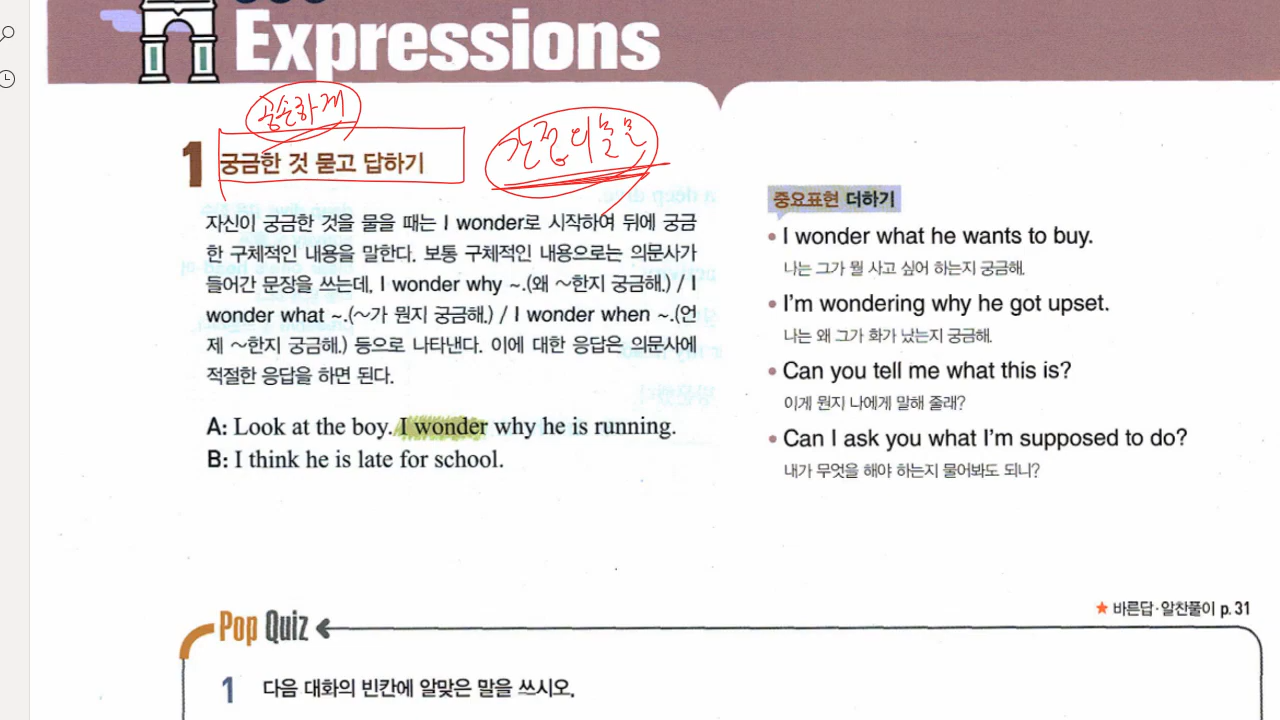 Expressions
공손하게
1 궁금한 것 묻고 답하기
간접의문문
자신이 궁금한 것을 물을 때는 I wonder로 시작하여 뒤에 궁금
한 구체적인 내용을 말한다. 보통 구체적인 내용으로는 의문사가
들어간 문장을 쓰는데, I wonder why ~.(왜 ~한지 궁금해.) / I
wonder what ~.(~가 뭔지 궁금해.) / I wonder when ~.(언
제 ~한지 궁금해.) 등으로 나타낸다. 이에 대한 응답은 의문사에
적절한 응답을 하면 된다.
A: Look at the boy. I wonder why he is running.
B: I think he is late for school.
중요표현 더하기
• I wonder what he wants to buy.
나는 그가 뭘 사고 싶어 하는지 궁금해.
• I'm wondering why he got upset.
나는 왜 그가 화가 났는지 궁금해.
• Can you tell me what this is?
이게 뭔지 나에게 말해 줄래?
• Can I ask you what I'm supposed to do?
내가 무엇을 해야 하는지 물어봐도 되니?
★ 바른답·알찬풀이 p. 31
Pop Quiz
1 다음 대화의 빈칸에 알맞은 말을 쓰시오.